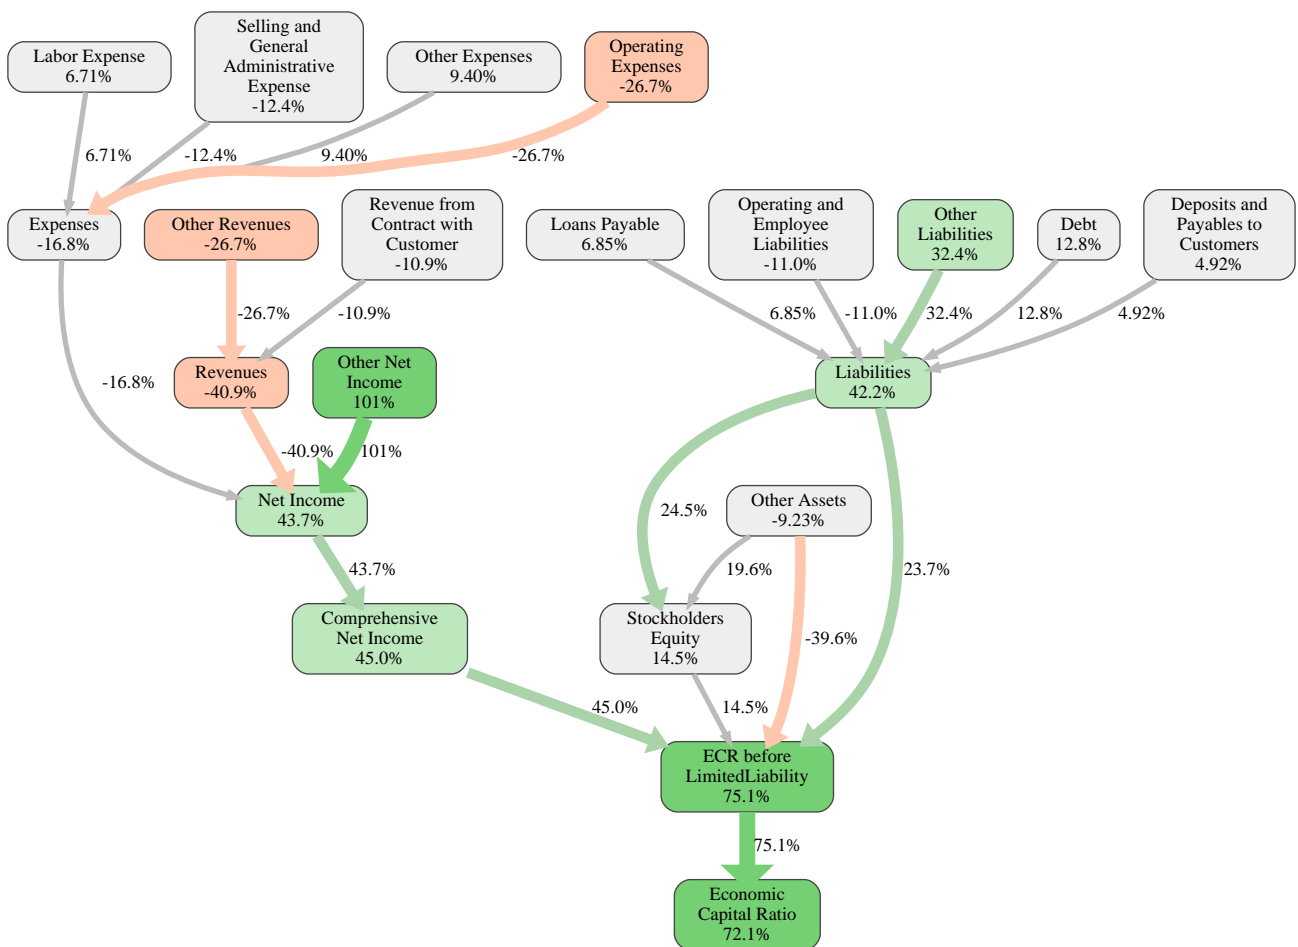 Selling and
General
Administrative
Expense
-12.4%
Labor Expense
6.71%
Other Expenses
9.40%
Operating
Expenses
-26.7%
6.71%
-12.4%
9.40%
-26.7%
Expenses
-16.8%
Other Revenues
-26.7%
Revenue from
Contract with
Customer
-10.9%
Loans Payable
6.85%
Operating and
Employee
Liabilities
-11.0%
Other
Liabilities
32.4%
Debt
12.8%
Deposits and
Payables to
Customers
4.92%
-26.7%
-10.9%
6.85%
-11.0%
32.4%
12.8%
4.92%
-16.8%
Revenues
-40.9%
Other Net
Income
101%
Liabilities
42.2%
-40.9%
101%
Net Income
43.7%
24.5%
Other Assets
-9.23%
43.7%
19.6%
23.7%
Comprehensive
Net Income
45.0%
Stockholders
Equity
14.5%
-39.6%
45.0%
14.5%
ECR before
LimitedLiability
75.1%
75.1%
Economic
Capital Ratio
72.1%